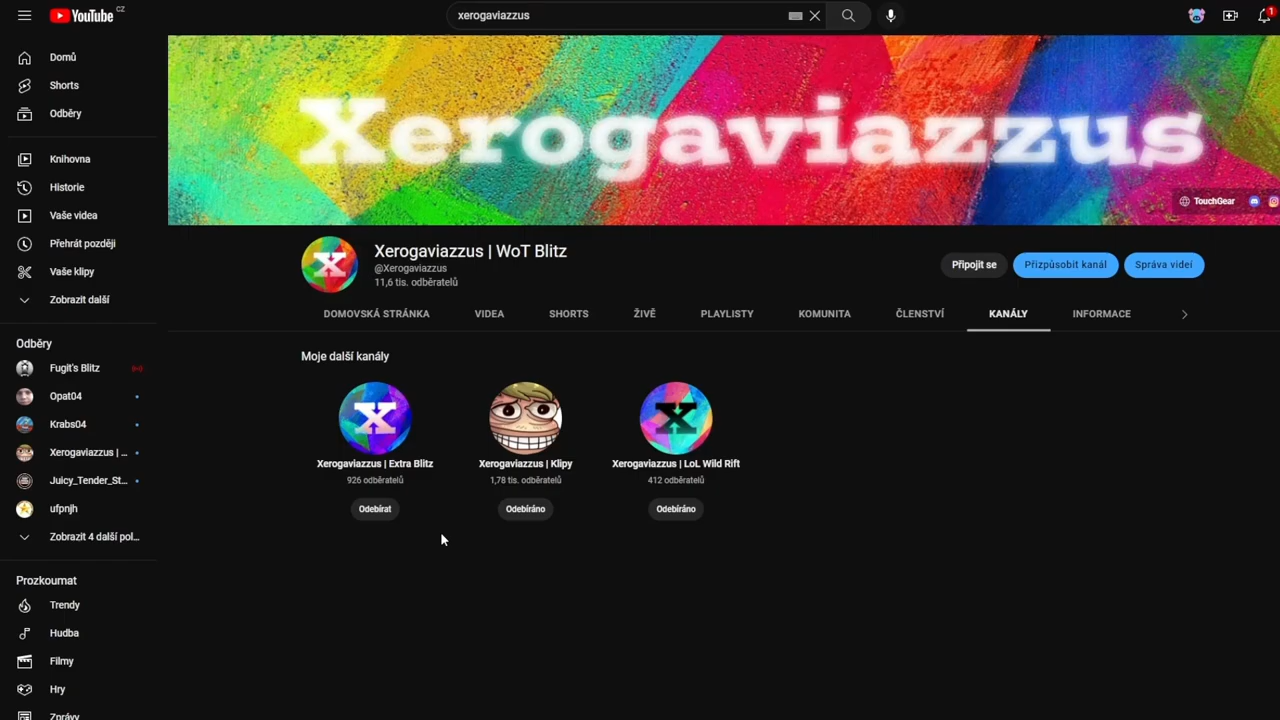 YouTube CZ
xerogaviazzus
1
Domů
Shorts
Odběry
Knihovna
Historie
Vaše videa
Přehrát později
Vaše klipy
Zobrazit další
Odběry
Fugit's Blitz
Opat04
Krabs04
Xerogaviazzus | ...
Juicy_Tender_St...
ufpnjh
Zobrazit 4 další pol...
Prozkoumat
Trendy
Hudba
Filmy
Hry
Zprávy
Xerogaviazzus
TouchGear
X
Xerogaviazzus | WoT Blitz
@Xerogaviazzus
11,6 tis. odběratelů
Připojit se
Přizpůsobit kanál
Správa videí
DOMOVSKÁ STRÁNKA
VIDEA
SHORTS
ŽIVĚ
PLAYLISTY
KOMUNITA
ČLENSTVÍ
KANÁLY
INFORMACE
Moje další kanály
X
X
Xerogaviazzus | Extra Blitz
Xerogaviazzus | Klipy
Xerogaviazzus | LoL Wild Rift
926 odběratelů
1,78 tis. odběratelů
412 odběratelů
Odebírat
Odebíráno
Odebíráno